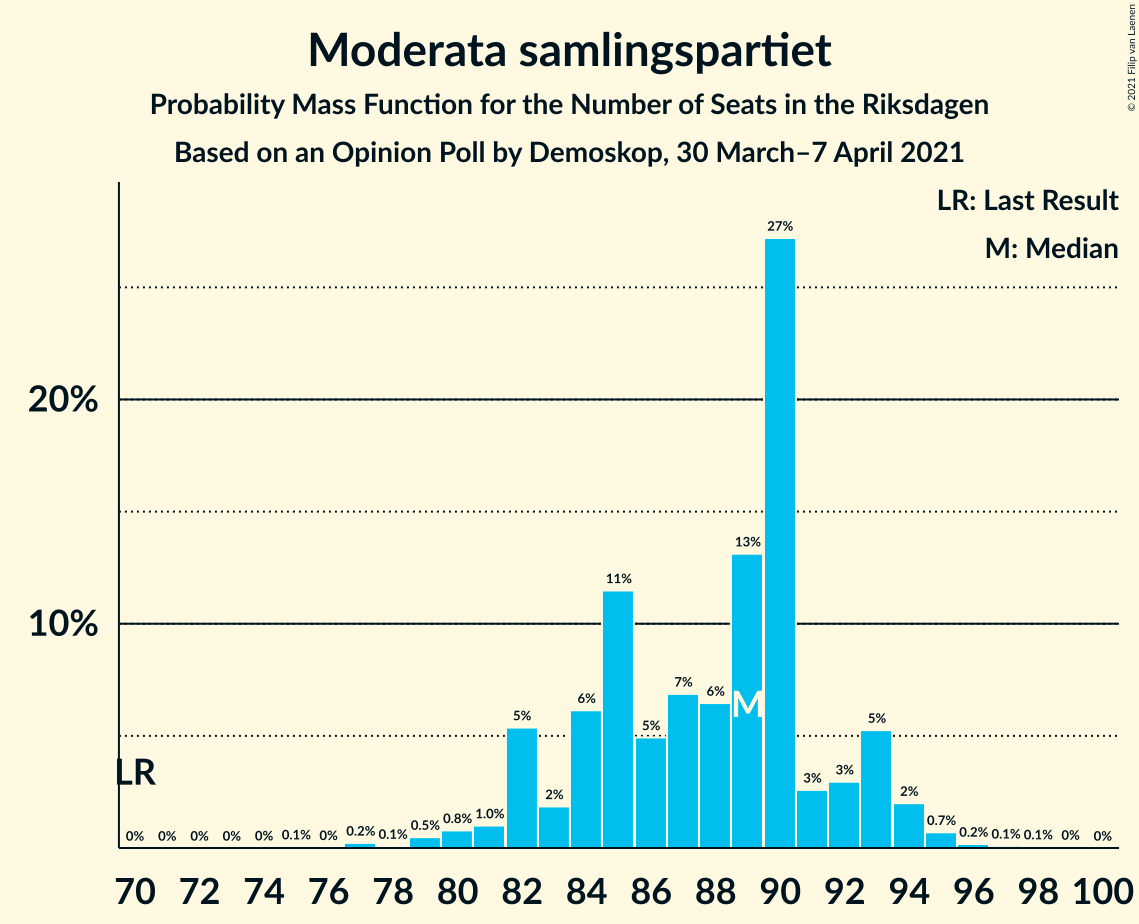 Moderata samlingspartiet
Probability Mass Function for the Number of Seats in the Riksdagen
Based on an Opinion Poll by Demoskop, 30 March–7 April 2021
© 2021 Filip van Laenen
LR: Last Result
M: Median
27%
20%
13%
11%
10%
7%
6%
6%
5%
5%
5%
M
LR
3%
3%
2%
2%
0% 0% 0% 0% 0% 0.1% 0% 0.2% 0.1% 0.5% 0.8% 1.0% 0.7% 0.2% 0.1% 0.1% 0% 0%
70 72 74 76 78 80 82 84 86 88 90 92 94 96 98 100